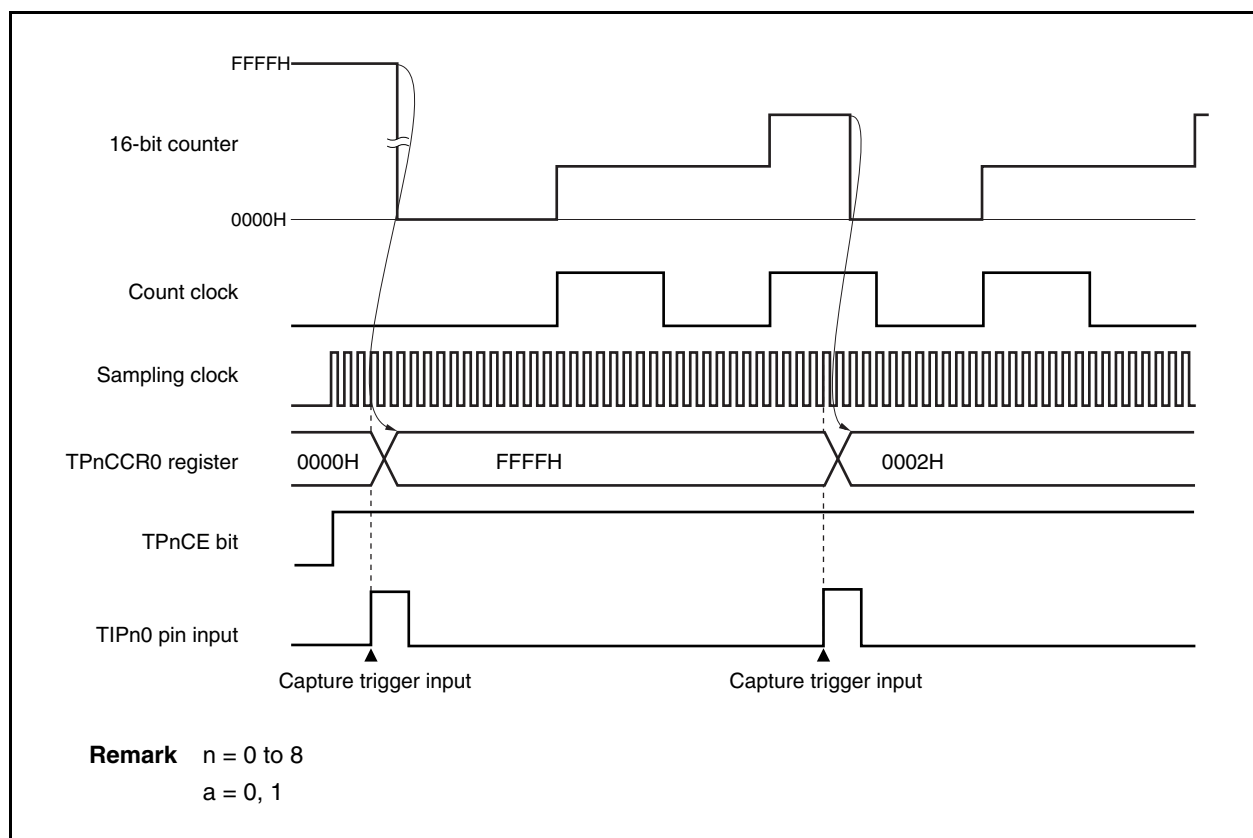 FFFFH
16-bit counter
0000H
Count clock
Sampling clock
TPnCCR0 register
0000H
FFFFH
0002H
TPnCE bit
TIPn0 pin input
Capture trigger input
Capture trigger input
Remark n = 0 to 8
a = 0, 1